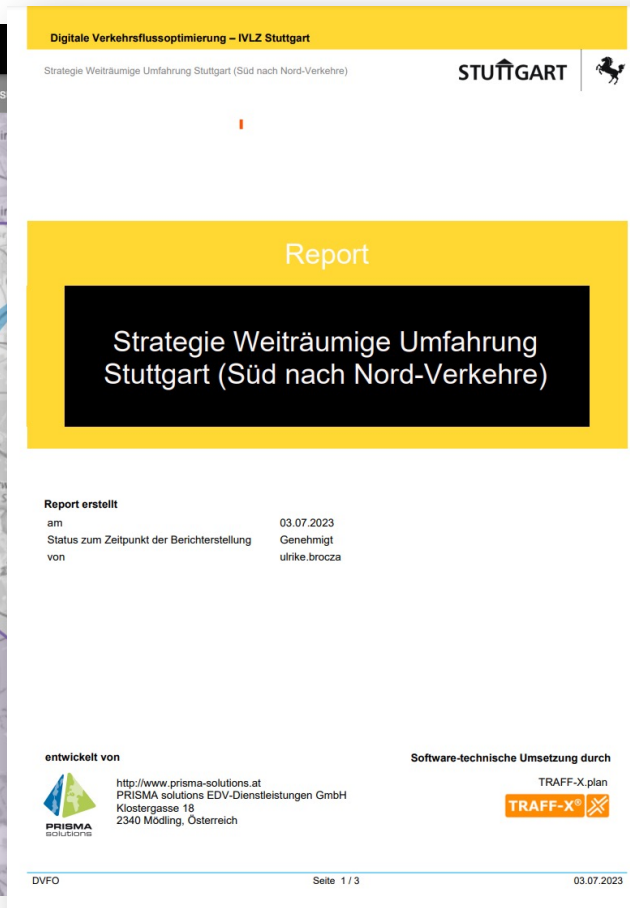 Digitale Verkehrsflussoptimierung – IVLZ Stuttgart
Strategie Weiträumige Umfahrung Stuttgart (Süd nach Nord-Verkehre)
STUTTGART
Report
Strategie Weiträumige Umfahrung
Stuttgart (Süd nach Nord-Verkehre)
Report erstellt
am 03.07.2023
Status zum Zeitpunkt der Berichterstellung Genehmigt
von ulrike.brocza
entwickelt von
Software-technische Umsetzung durch
PRISMA
solutions
http://www.prisma-solutions.at
PRISMA solutions EDV-Dienstleistungen GmbH
Klostergasse 18
2340 Mödling, Österreich
TRAFF-X.plan
TRAFF-X®
DVFO Seite 1 / 3 03.07.2023